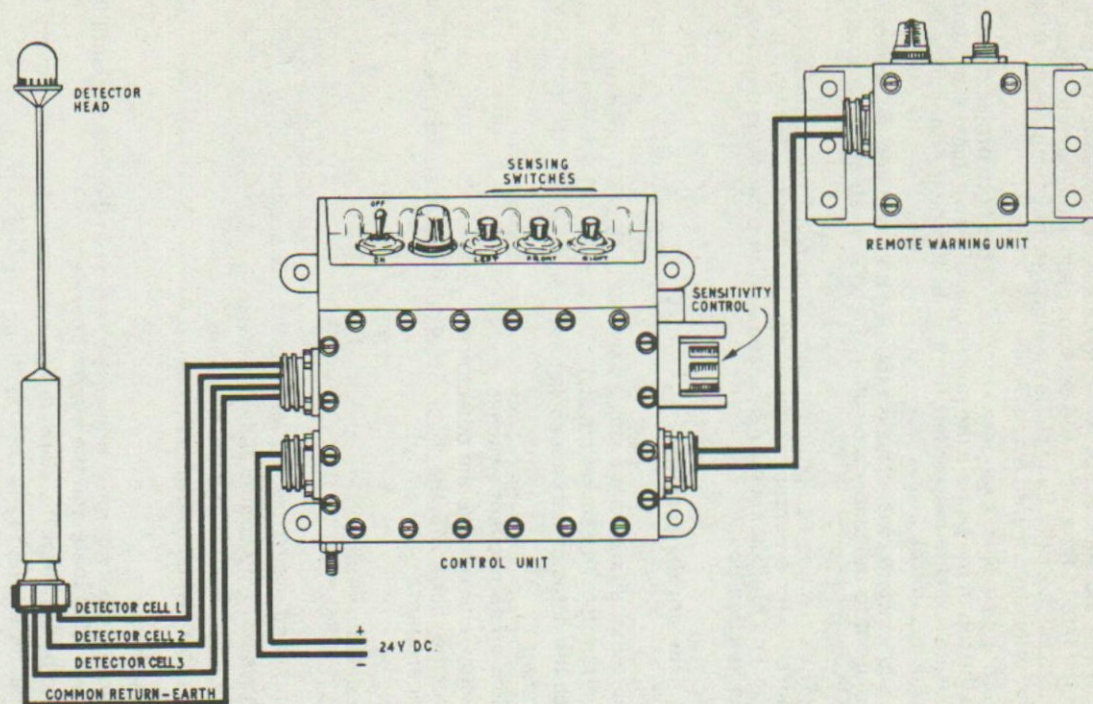 DETECTOR
HEAD
SENSING
SWITCHES
OFF
LEFT
FRONT
RIGHT
REMOTE WARNING UNIT
SENSITIVITY
CONTROL
CONTROL UNIT
DETECTOR CELL 1
DETECTOR CELL 2
DETECTOR CELL 3
COMMON RETURN–EARTH
+
24V DC.
–